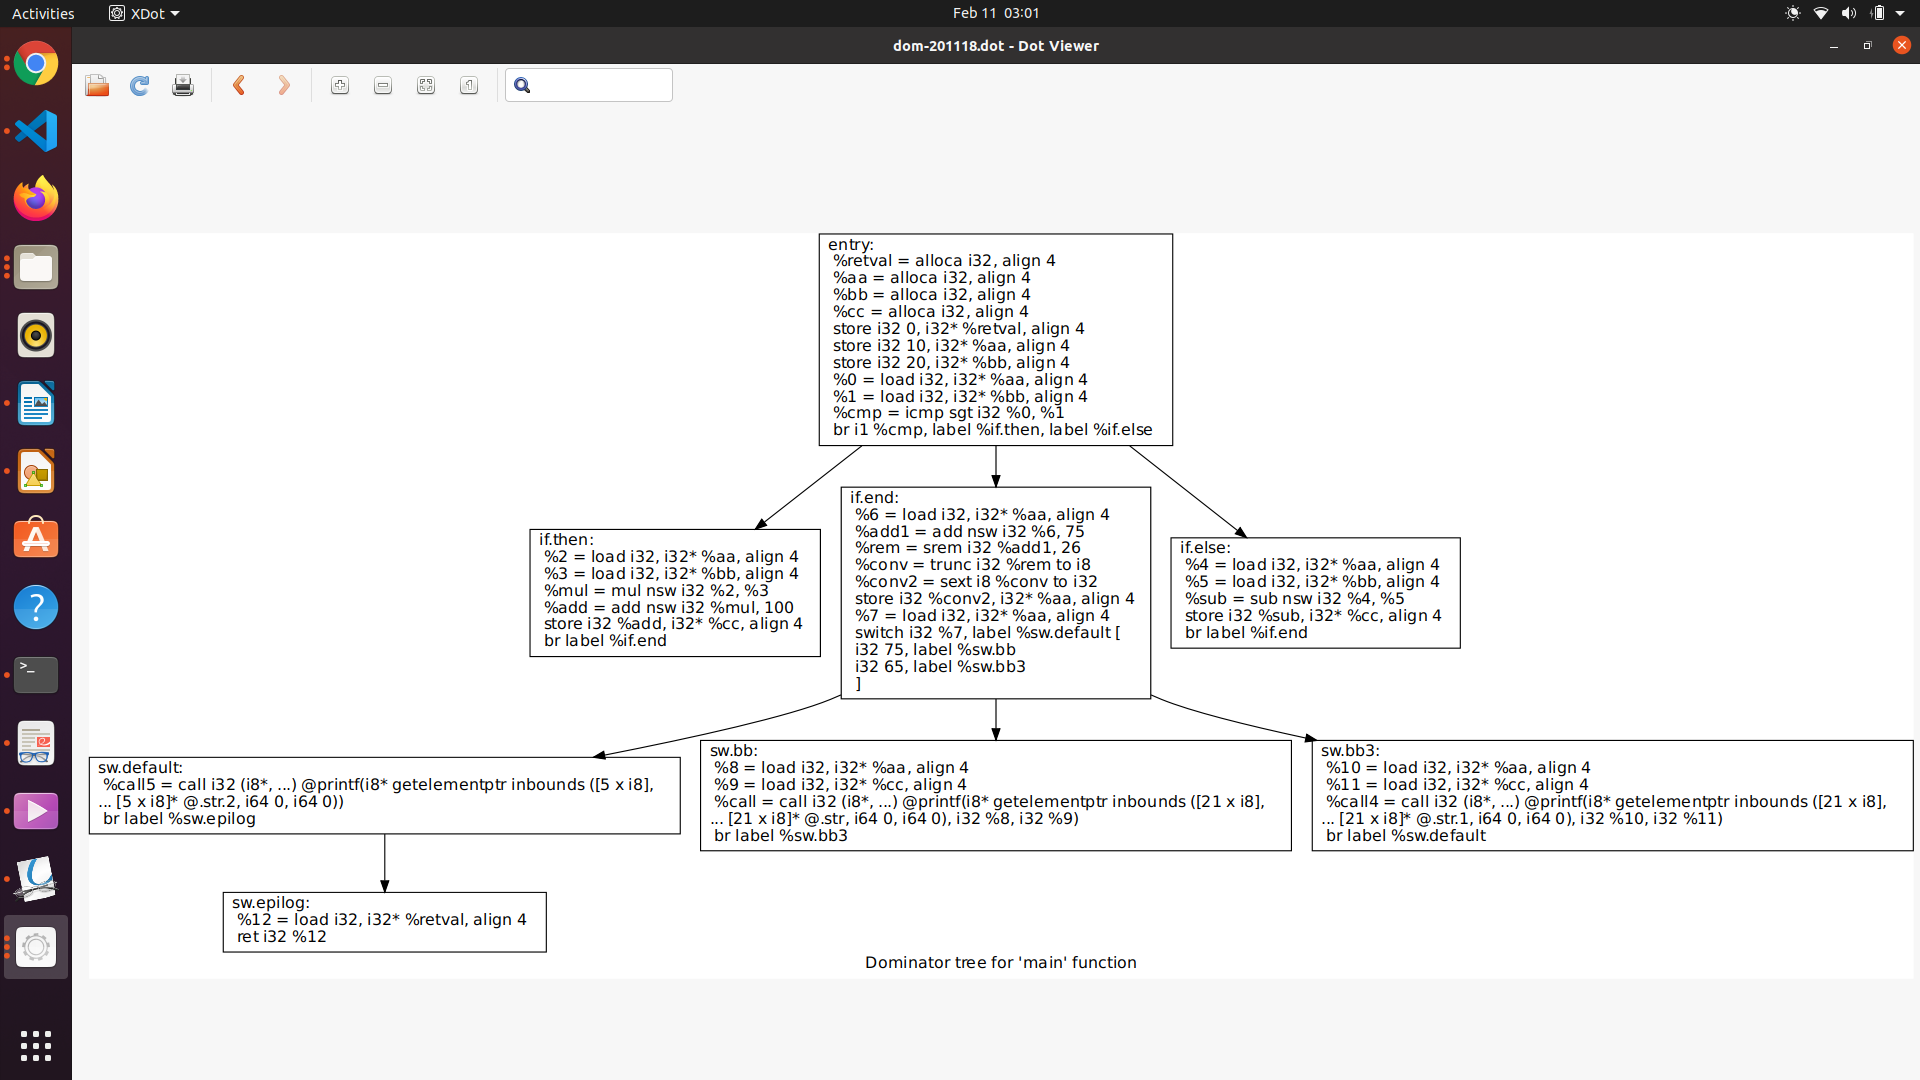 Activities
XDot
Feb 11 03:01
dom-201118.dot - Dot Viewer
entry:
%retval = alloca i32, align 4
%aa = alloca i32, align 4
%bb = alloca i32, align 4
%cc = alloca i32, align 4
store i32 0, i32* %retval, align 4
store i32 10, i32* %aa, align 4
store i32 20, i32* %bb, align 4
%0 = load i32, i32* %aa, align 4
%1 = load i32, i32* %bb, align 4
%cmp = icmp sgt i32 %0, %1
br i1 %cmp, label %if.then, label %if.else
if.then:
%2 = load i32, i32* %aa, align 4
%3 = load i32, i32* %bb, align 4
%mul = mul nsw i32 %2, %3
%add = add nsw i32 %mul, 100
store i32 %add, i32* %cc, align 4
br label %if.end
if.end:
%6 = load i32, i32* %aa, align 4
%add1 = add nsw i32 %6, 75
%rem = srem i32 %add1, 26
%conv = trunc i32 %rem to i8
%conv2 = sext i8 %conv to i32
store i32 %conv2, i32* %aa, align 4
%7 = load i32, i32* %aa, align 4
switch i32 %7, label %sw.default [
i32 75, label %sw.bb
i32 65, label %sw.bb3
]
if.else:
%4 = load i32, i32* %aa, align 4
%5 = load i32, i32* %bb, align 4
%sub = sub nsw i32 %4, %5
store i32 %sub, i32* %cc, align 4
br label %if.end
sw.default:
%call5 = call i32 (i8*, ...) @printf(i8* getelementptr inbounds ([5 x i8],
... [5 x i8]* @.str.2, i64 0, i64 0))
br label %sw.epilog
sw.bb:
%8 = load i32, i32* %aa, align 4
%9 = load i32, i32* %cc, align 4
%call = call i32 (i8*, ...) @printf(i8* getelementptr inbounds ([21 x i8],
... [21 x i8]* @.str, i64 0, i64 0), i32 %8, i32 %9)
br label %sw.bb3
sw.bb3:
%10 = load i32, i32* %aa, align 4
%11 = load i32, i32* %cc, align 4
%call4 = call i32 (i8*, ...) @printf(i8* getelementptr inbounds ([21 x i8],
... [21 x i8]* @.str.1, i64 0, i64 0), i32 %10, i32 %11)
br label %sw.default
sw.epilog:
%12 = load i32, i32* %retval, align 4
ret i32 %12
Dominator tree for 'main' function